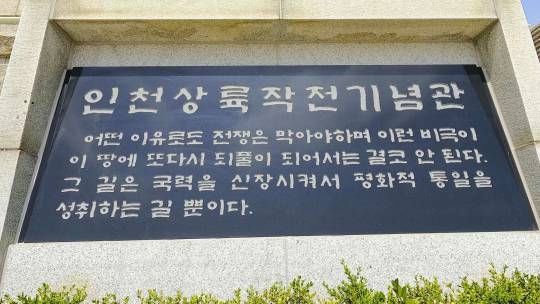 인천상륙작전기념관
어떤 이유로도 전쟁은 막아야하며 이런 비극이
이 땅에 또다시 되풀이 되어서는 결코 안 된다.
그 길은 국력을 신장시켜서 평화적 통일을
성취하는 길 뿐이다.